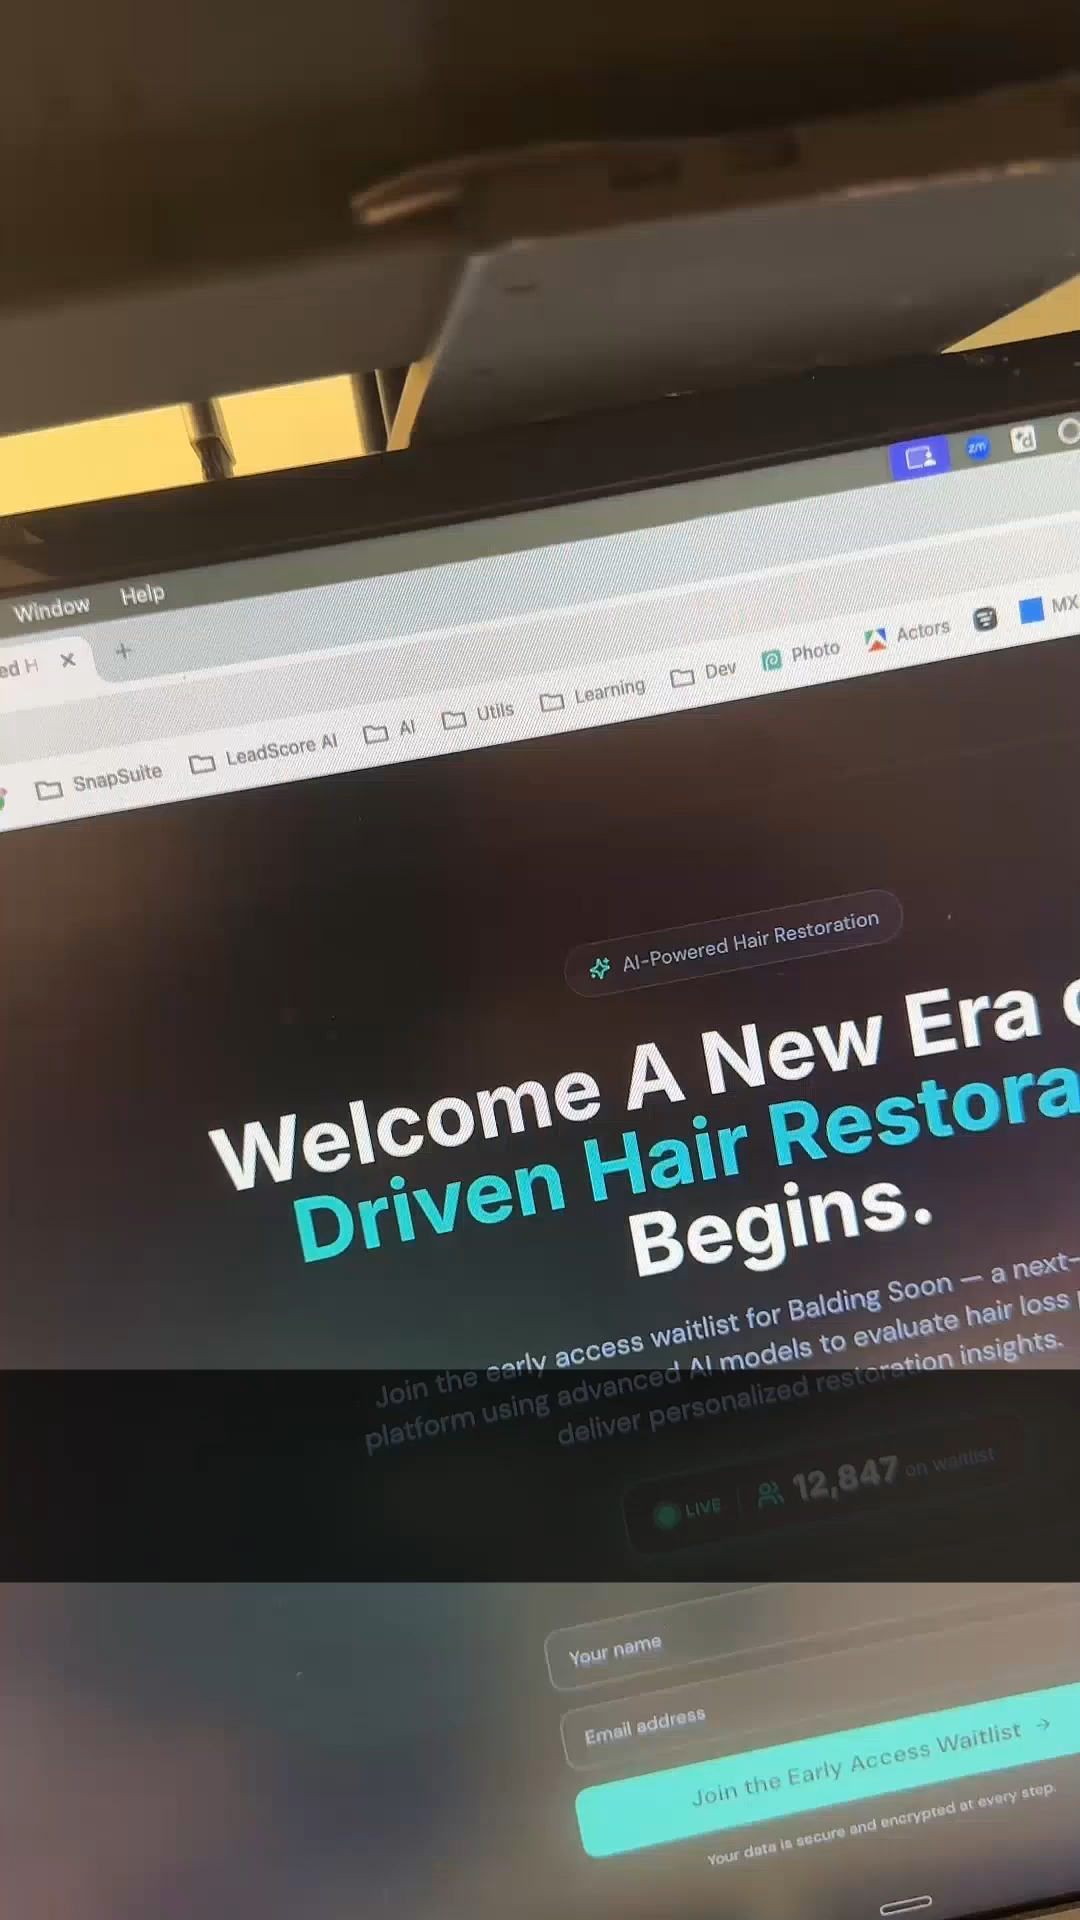 Window Help
ed H
SnapSuite LeadScore AI AI Utils Learning Dev Photo Actors MX
zm
AI-Powered Hair Restoration
Welcome A New Era
Driven Hair Restora
Begins.
Join the early access waitlist for Balding Soon — a next-
platform using advanced AI models to evaluate hair loss
deliver personalized restoration insights.
LIVE 12,847 on waitlist
Your name
Email address
Join the Early Access Waitlist →
Your data is secure and encrypted at every step.